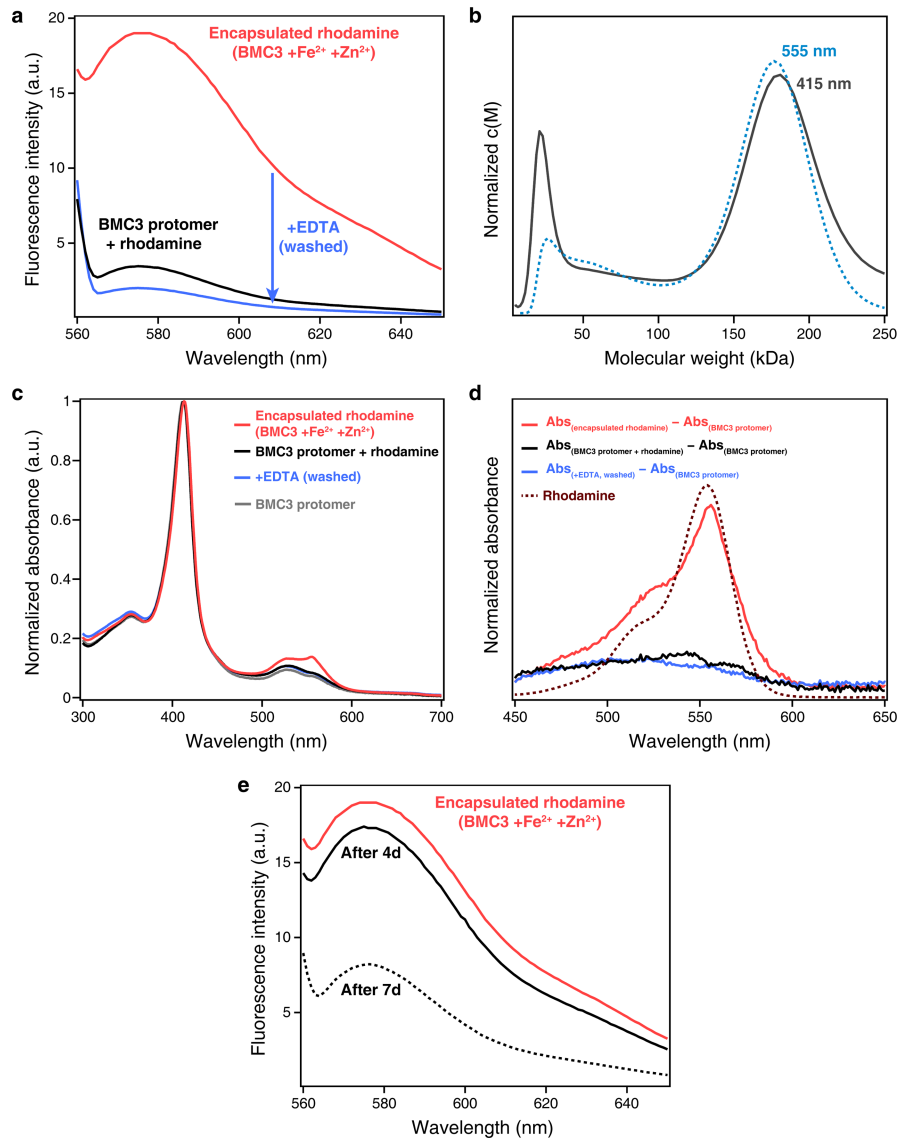 a
Encapsulated rhodamine
(BMC3 +Fe²⁺ +Zn²⁺)
BMC3 protomer
+ rhodamine
+EDTA
(washed)
Fluorescence intensity (a.u.)
20
15
10
5
560 580 600 620 640
Wavelength (nm)
b
555 nm
415 nm
Normalized c(M)
50 100 150 200 250
Molecular weight (kDa)
c
Encapsulated rhodamine
(BMC3 +Fe²⁺ +Zn²⁺)
BMC3 protomer + rhodamine
+EDTA (washed)
BMC3 protomer
Normalized absorbance (a.u.)
1
0.8
0.6
0.4
0.2
0
300 400 500 600 700
Wavelength (nm)
d
Abs(encapsulated rhodamine) – Abs(BMC3 protomer)
Abs(BMC3 protomer + rhodamine) – Abs(BMC3 protomer)
Abs(+EDTA, washed) – Abs(BMC3 protomer)
Rhodamine
Normalized absorbance
450 500 550 600 650
Wavelength (nm)
e
Encapsulated rhodamine
(BMC3 +Fe²⁺ +Zn²⁺)
After 4d
After 7d
Fluorescence intensity (a.u.)
20
15
10
5
560 580 600 620 640
Wavelength (nm)